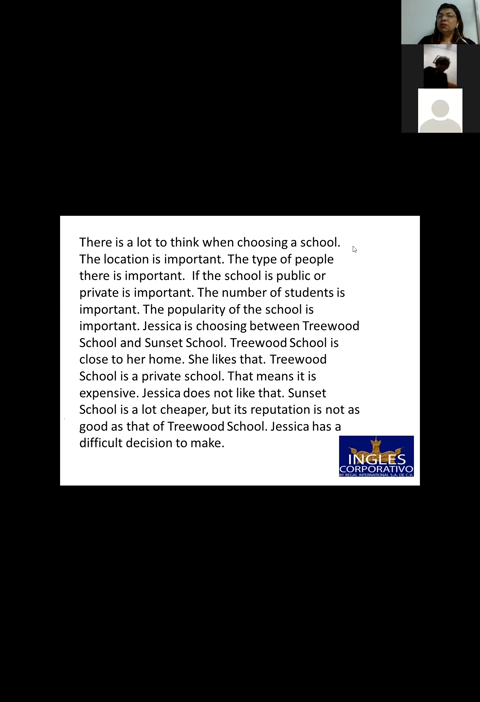 There is a lot to think when choosing a school.
The location is important. The type of people
there is important.  If the school is public or
private is important. The number of students is
important. The popularity of the school is
important. Jessica is choosing between Treewood
School and Sunset School. Treewood School is
close to her home. She likes that. Treewood
School is a private school. That means it is
expensive. Jessica does not like that. Sunset
School is a lot cheaper, but its reputation is not as
good as that of Treewood School. Jessica has a
difficult decision to make.
INGLES
CORPORATIVO